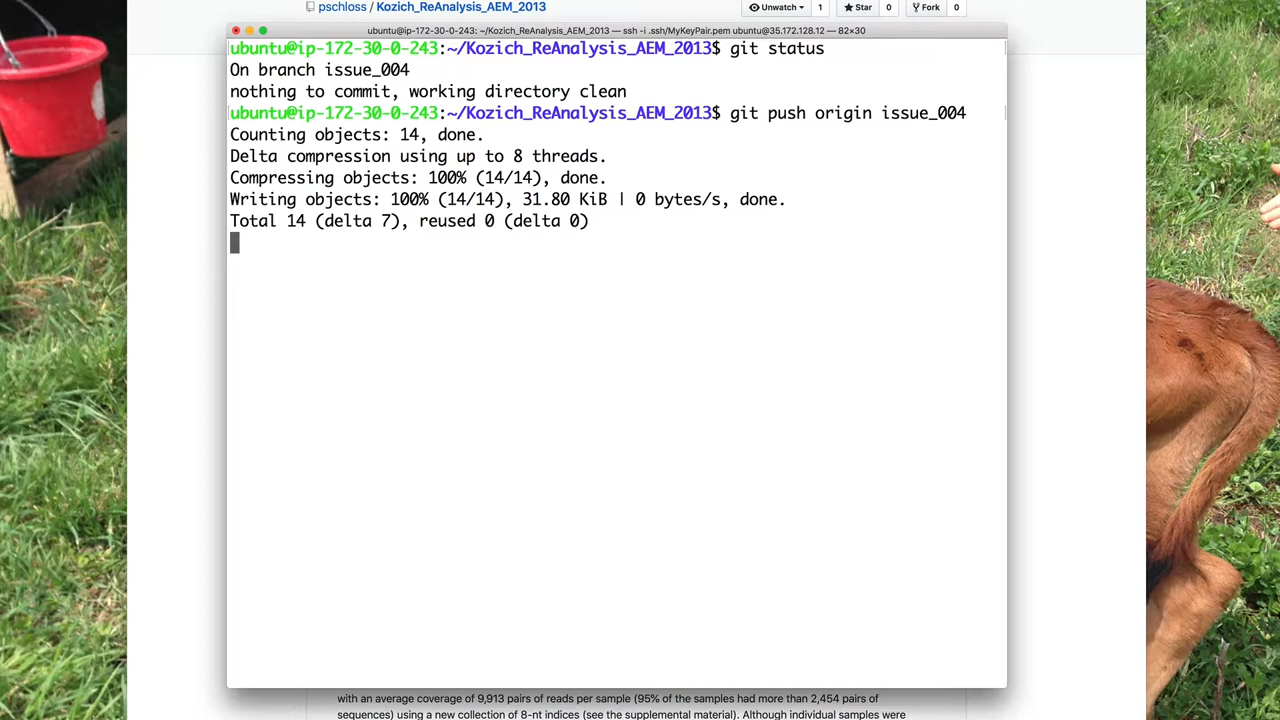 pschloss / Kozich_ReAnalysis_AEM_2013
Unwatch 1 Star 0 Fork 0
ubuntu@ip-172-30-0-243: ~/Kozich_ReAnalysis_AEM_2013 — ssh -i .ssh/MyKeyPair.pem ubuntu@35.172.128.12 — 82×30
ubuntu@ip-172-30-0-243:~/Kozich_ReAnalysis_AEM_2013$ git status
On branch issue_004
nothing to commit, working directory clean
ubuntu@ip-172-30-0-243:~/Kozich_ReAnalysis_AEM_2013$ git push origin issue_004
Counting objects: 14, done.
Delta compression using up to 8 threads.
Compressing objects: 100% (14/14), done.
Writing objects: 100% (14/14), 31.80 KiB | 0 bytes/s, done.
Total 14 (delta 7), reused 0 (delta 0)
with an average coverage of 9,913 pairs of reads per sample (95% of the samples had more than 2,454 pairs of
sequences) using a new collection of 8-nt indices (see the supplemental material). Although individual samples were